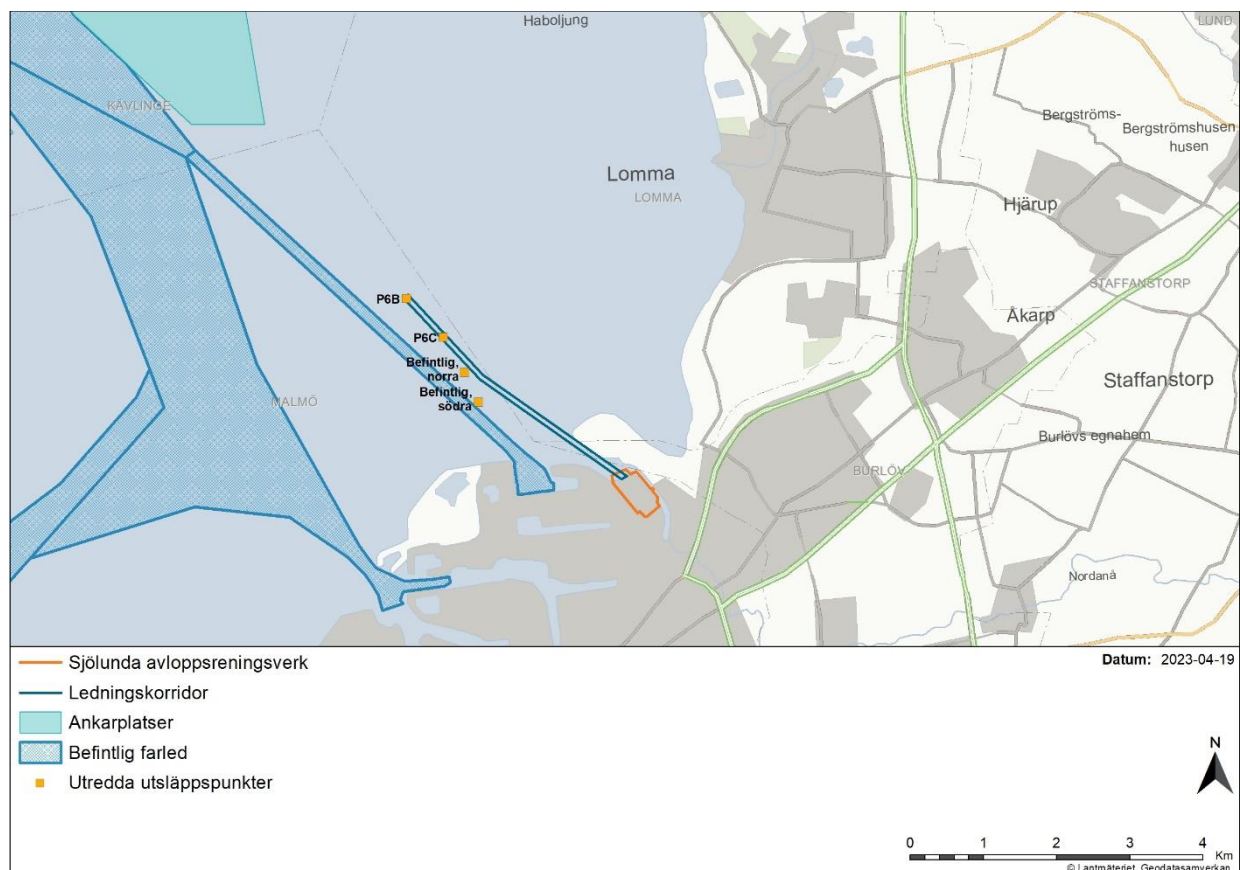 Haboljung
LUND
KÄVLINGE
Bergströms-
husen
Bergströmshusen
Lomma
LOMMA
Hjärup
STAFFANSTORP
P6B
Åkarp
P6C
Befintlig,
norra
Staffanstorp
MALMÖ
Befintlig,
södra
Burlövs egnahem
BURLÖV
Nordanå
Sjölunda avloppsreningsverk
Ledningskorridor
Ankarplatser
Befintlig farled
Utredda utsläppspunkter
Datum: 2023-04-19
N
0 1 2 3 4
Km
© Lantmäteriet, Geodatasamverkan